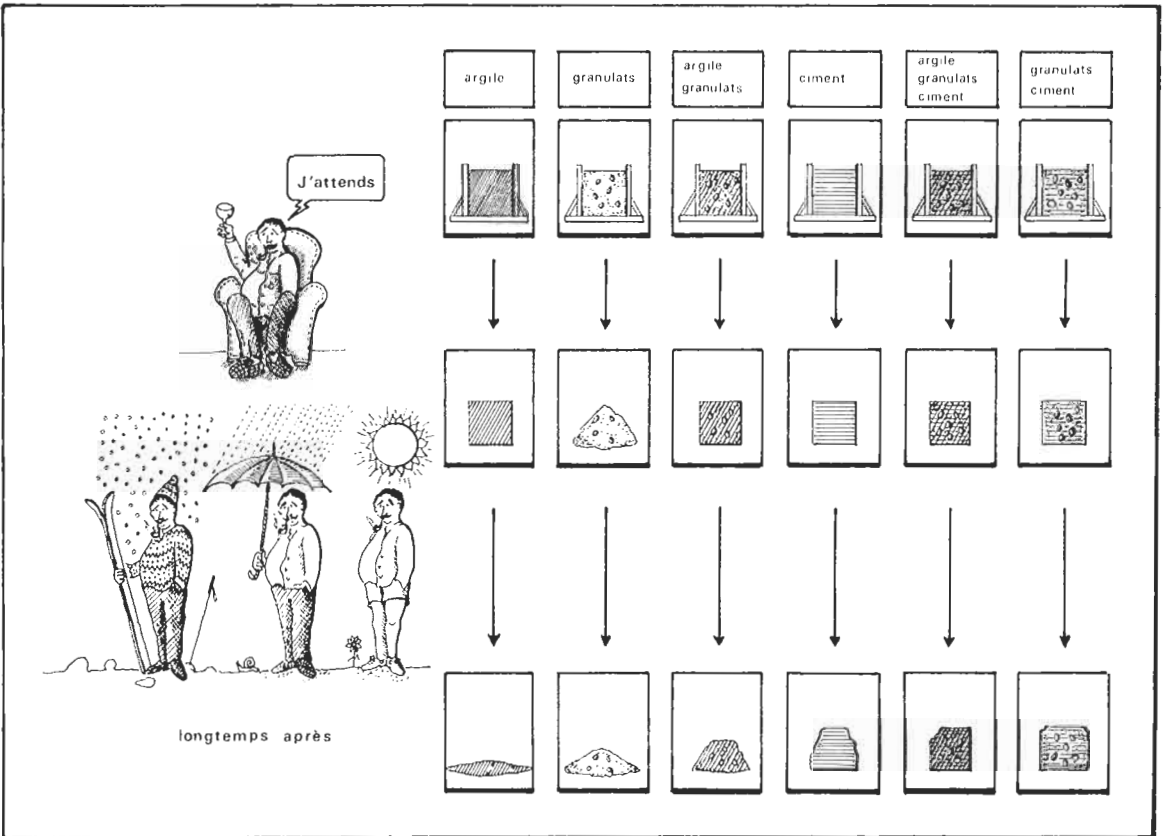 argile
granulats
argile
granulats
ciment
argile
granulats
ciment
granulats
ciment
J'attends
longtemps après